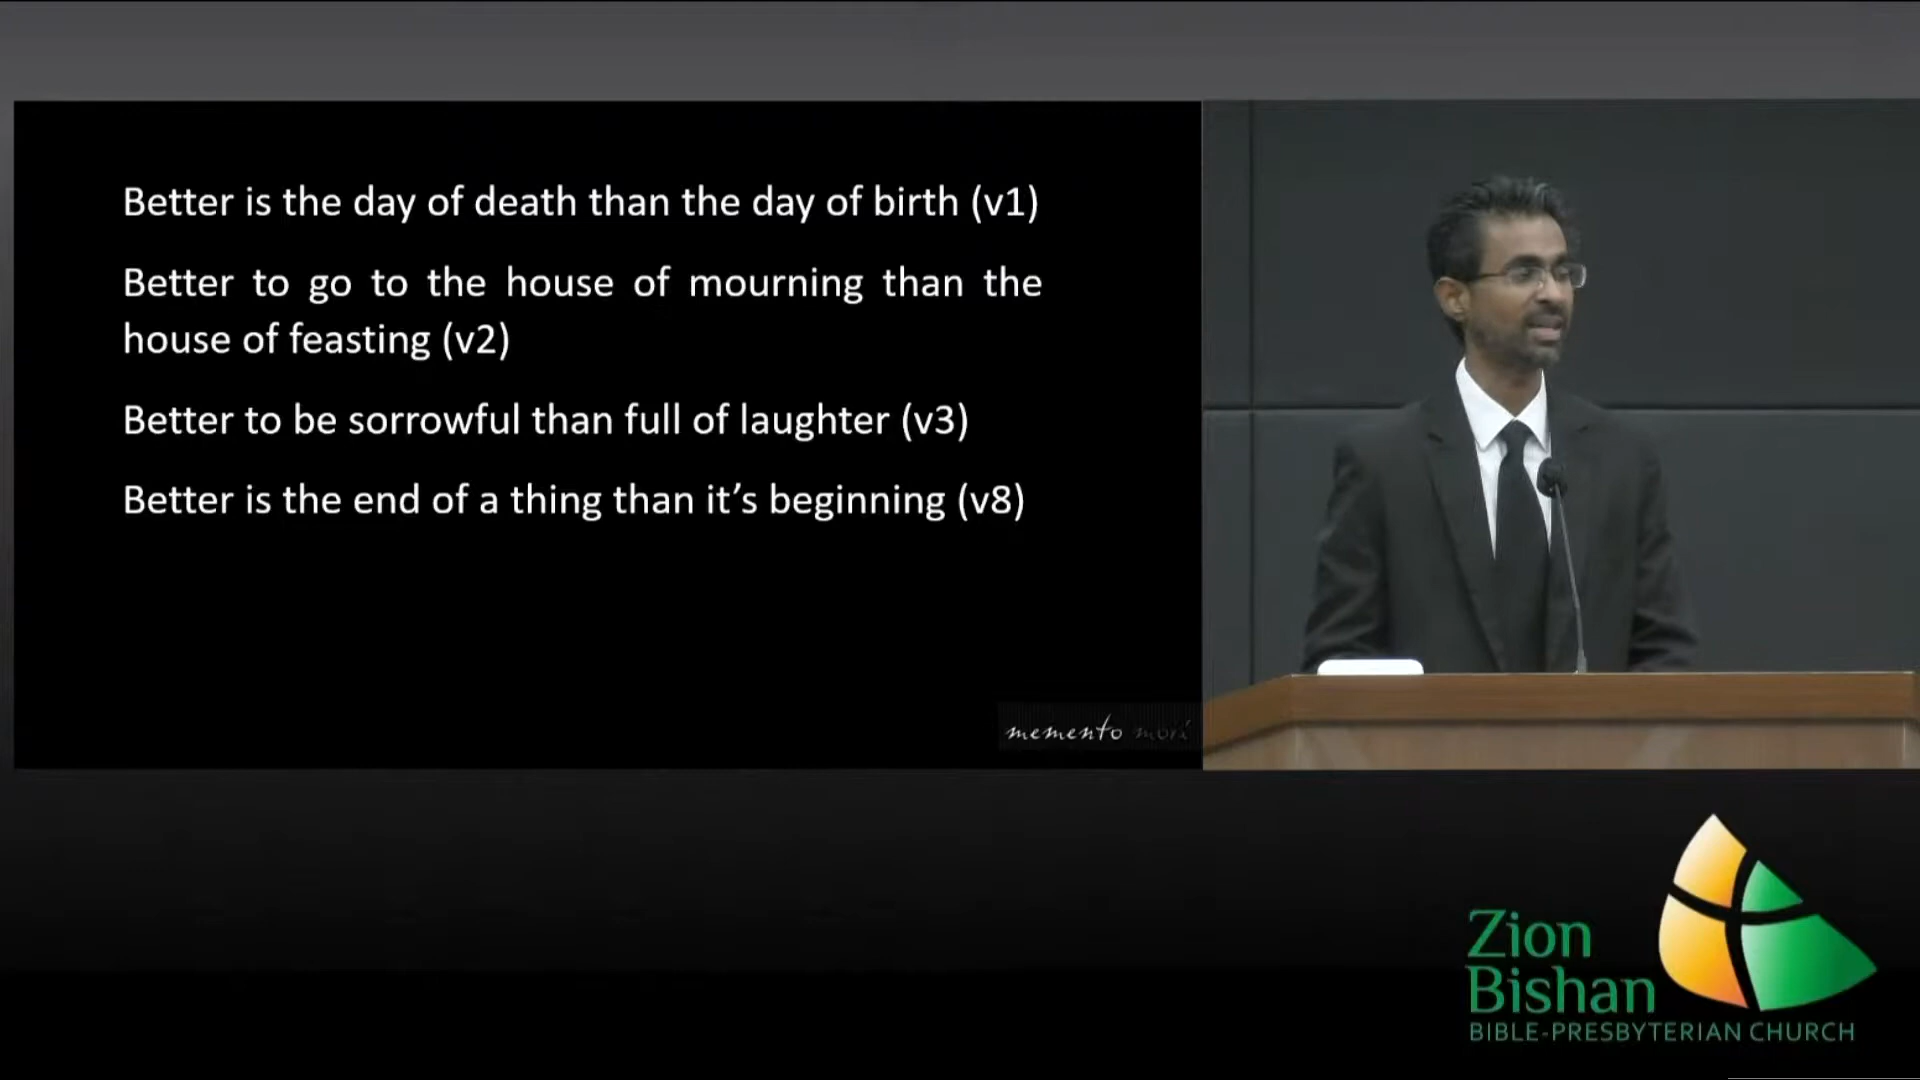 Better is the day of death than the day of birth (v1)
Better to go to the house of mourning than the
house of feasting (v2)
Better to be sorrowful than full of laughter (v3)
Better is the end of a thing than it’s beginning (v8)
memento mori
Zion
Bishan
BIBLE-PRESBYTERIAN CHURCH